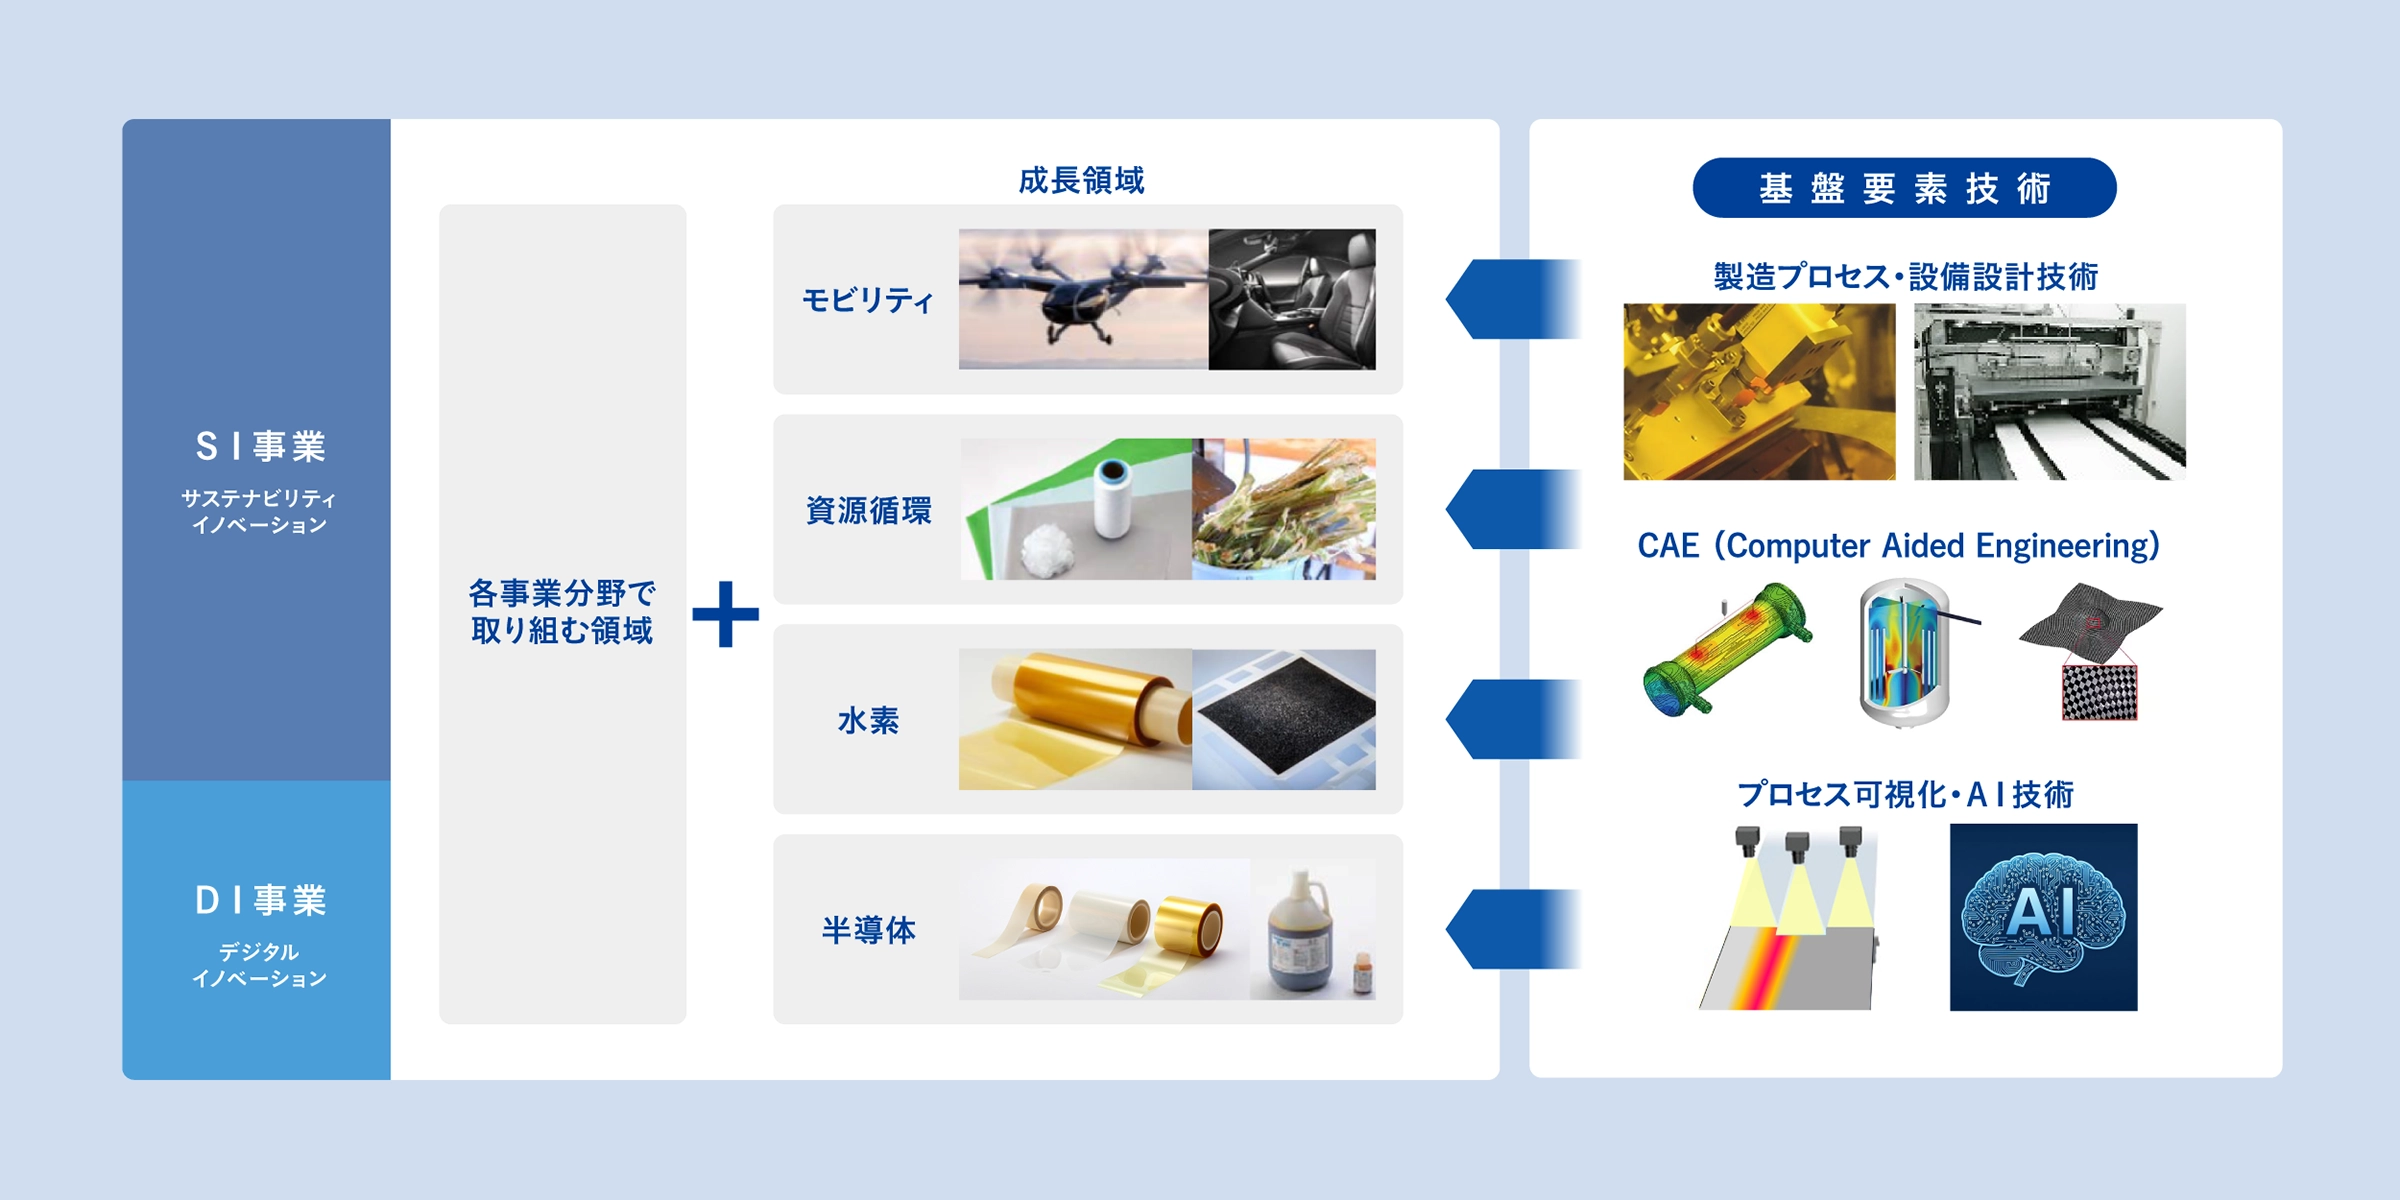 SI事業
サステナビリティ
イノベーション
DI事業
デジタル
イノベーション
各事業分野で
取り組む領域
成長領域
モビリティ
資源循環
水素
半導体
基盤要素技術
製造プロセス・設備設計技術
CAE（Computer Aided Engineering）
プロセス可視化・AI技術
AI